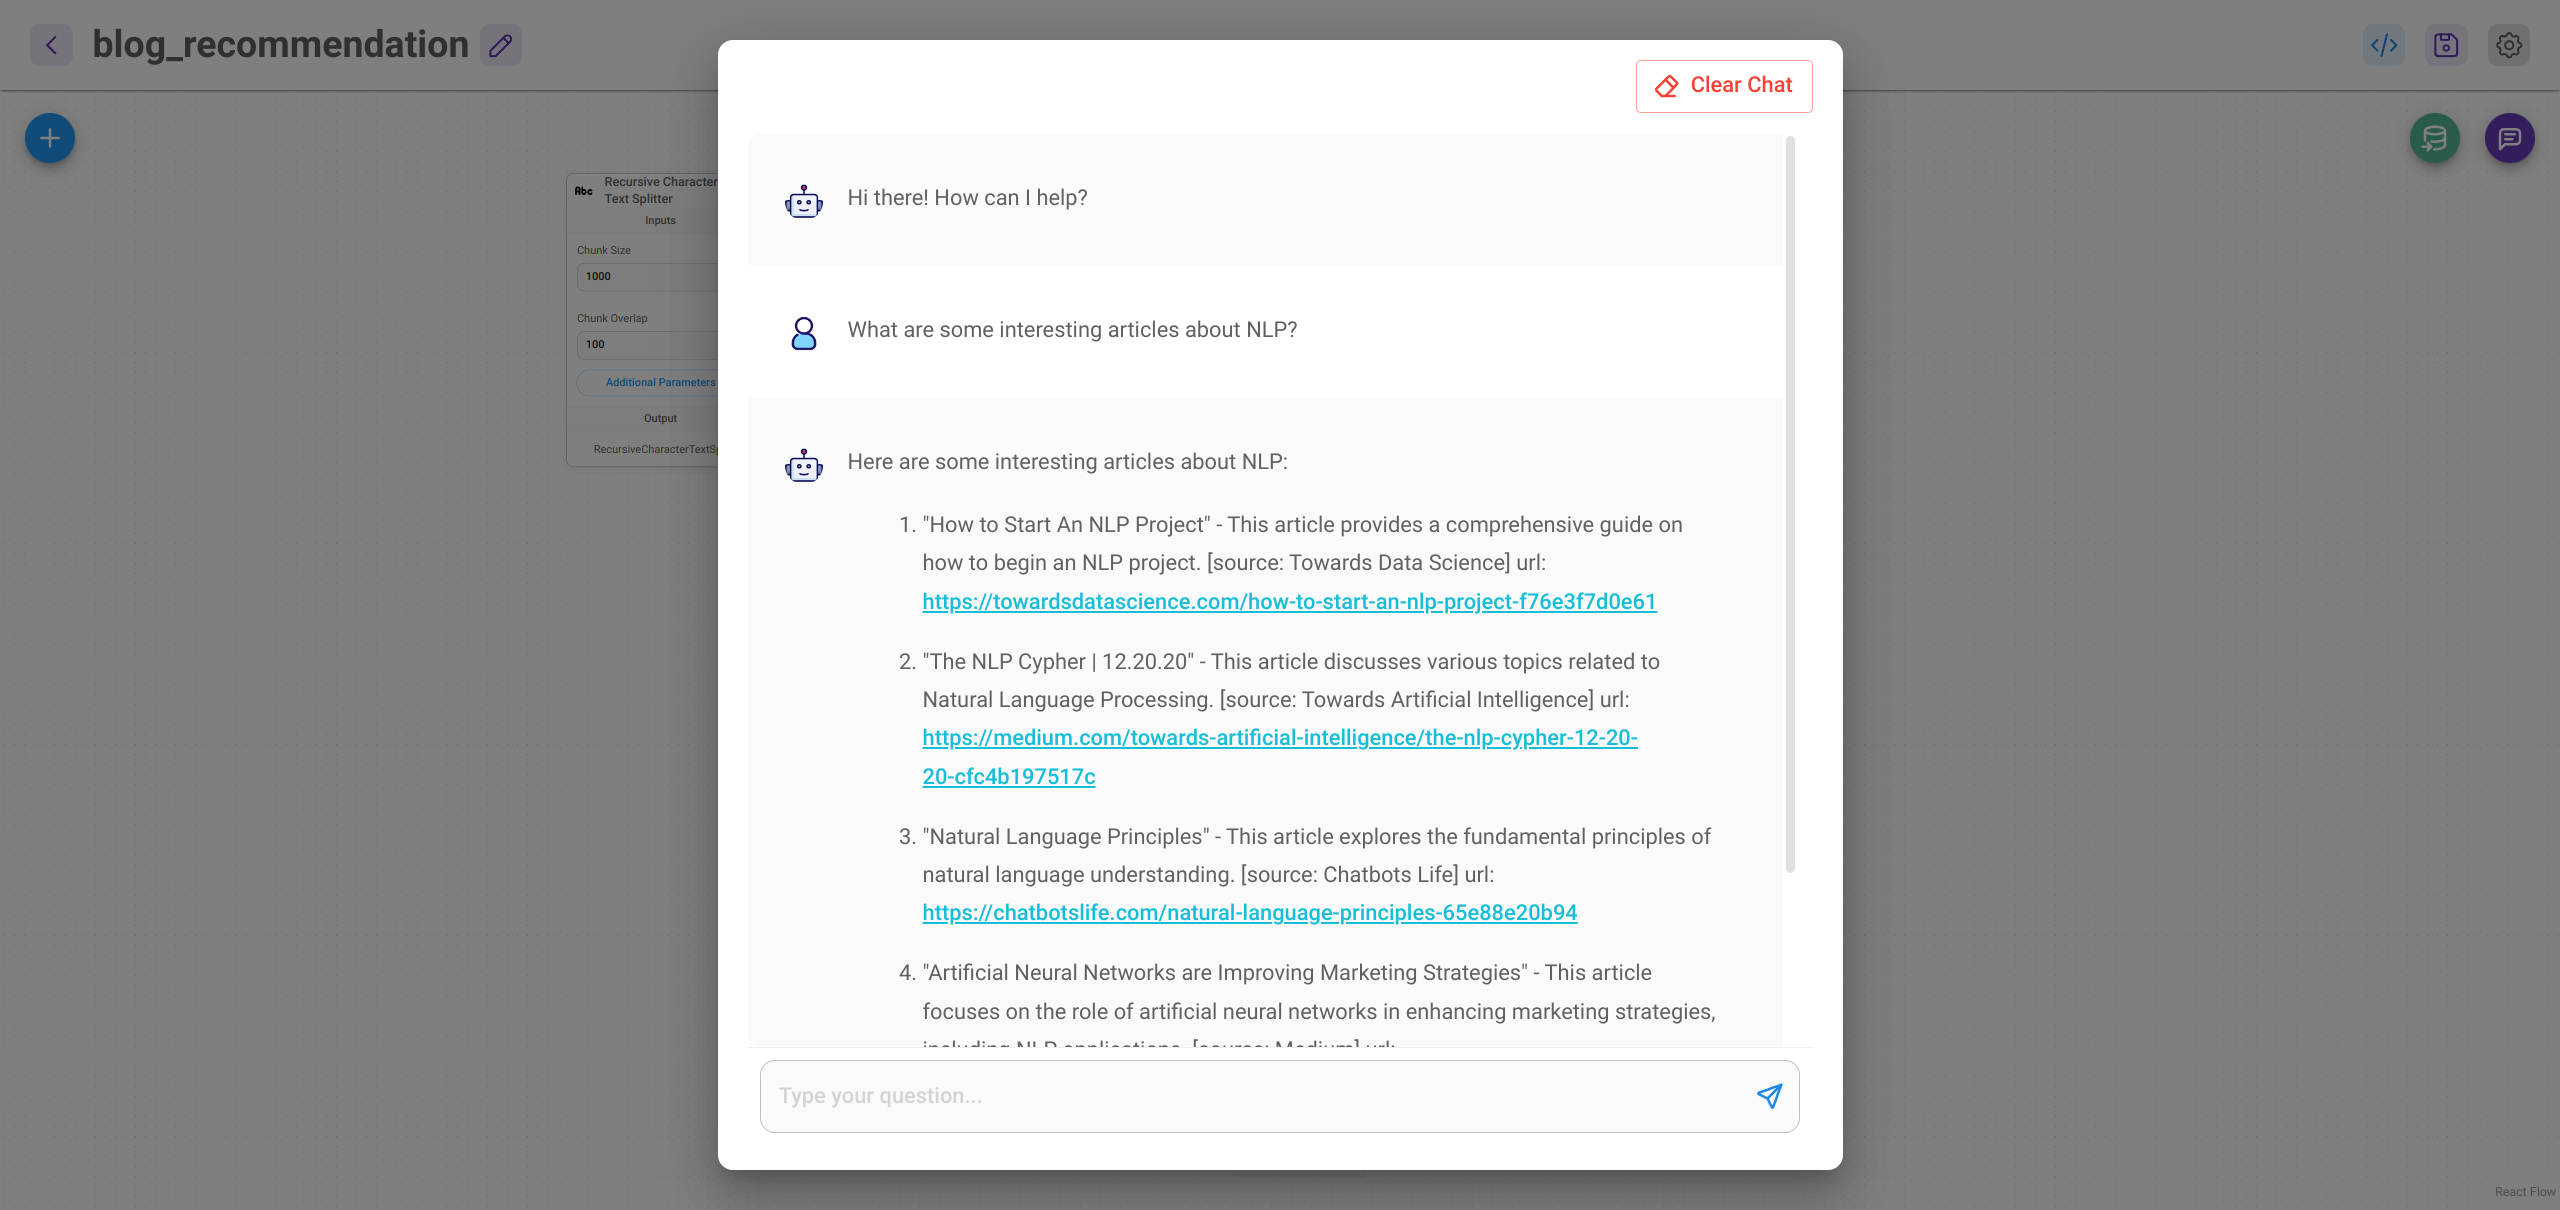 blog_recommendation
Clear Chat
Abc
Recursive Character
Text Splitter
Inputs
Chunk Size
1000
Chunk Overlap
100
Additional Parameters
Output
RecursiveCharacterTextSp
Hi there! How can I help?
What are some interesting articles about NLP?
Here are some interesting articles about NLP:
1. "How to Start An NLP Project" - This article provides a comprehensive guide on
how to begin an NLP project. [source: Towards Data Science] url:
https://towardsdatascience.com/how-to-start-an-nlp-project-f76e3f7d0e61
2. "The NLP Cypher | 12.20.20" - This article discusses various topics related to
Natural Language Processing. [source: Towards Artificial Intelligence] url:
https://medium.com/towards-artificial-intelligence/the-nlp-cypher-12-20-
20-cfc4b197517c
3. "Natural Language Principles" - This article explores the fundamental principles of
natural language understanding. [source: Chatbots Life] url:
https://chatbotslife.com/natural-language-principles-65e88e20b94
4. "Artificial Neural Networks are Improving Marketing Strategies" - This article
focuses on the role of artificial neural networks in enhancing marketing strategies,
including NLP applications. [source: Medium] url:
Type your question...
React Flow